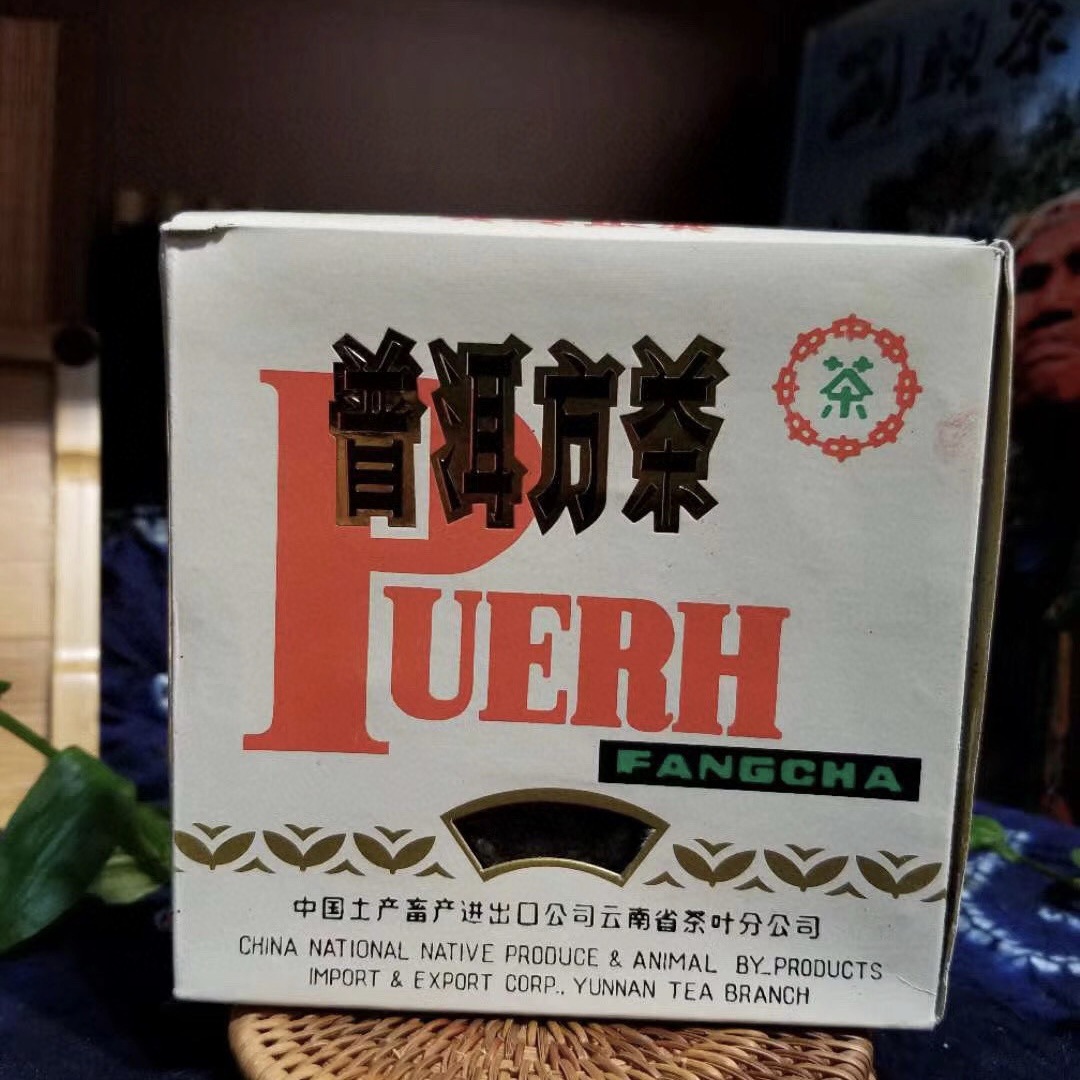 普洱方茶
茶
PUERH
FANGCHA
中国土产畜产进出口公司云南省茶叶分公司
CHINA NATIONAL NATIVE PRODUCE & ANIMAL BY_PRODUCTS
IMPORT & EXPORT CORP., YUNNAN TEA BRANCH